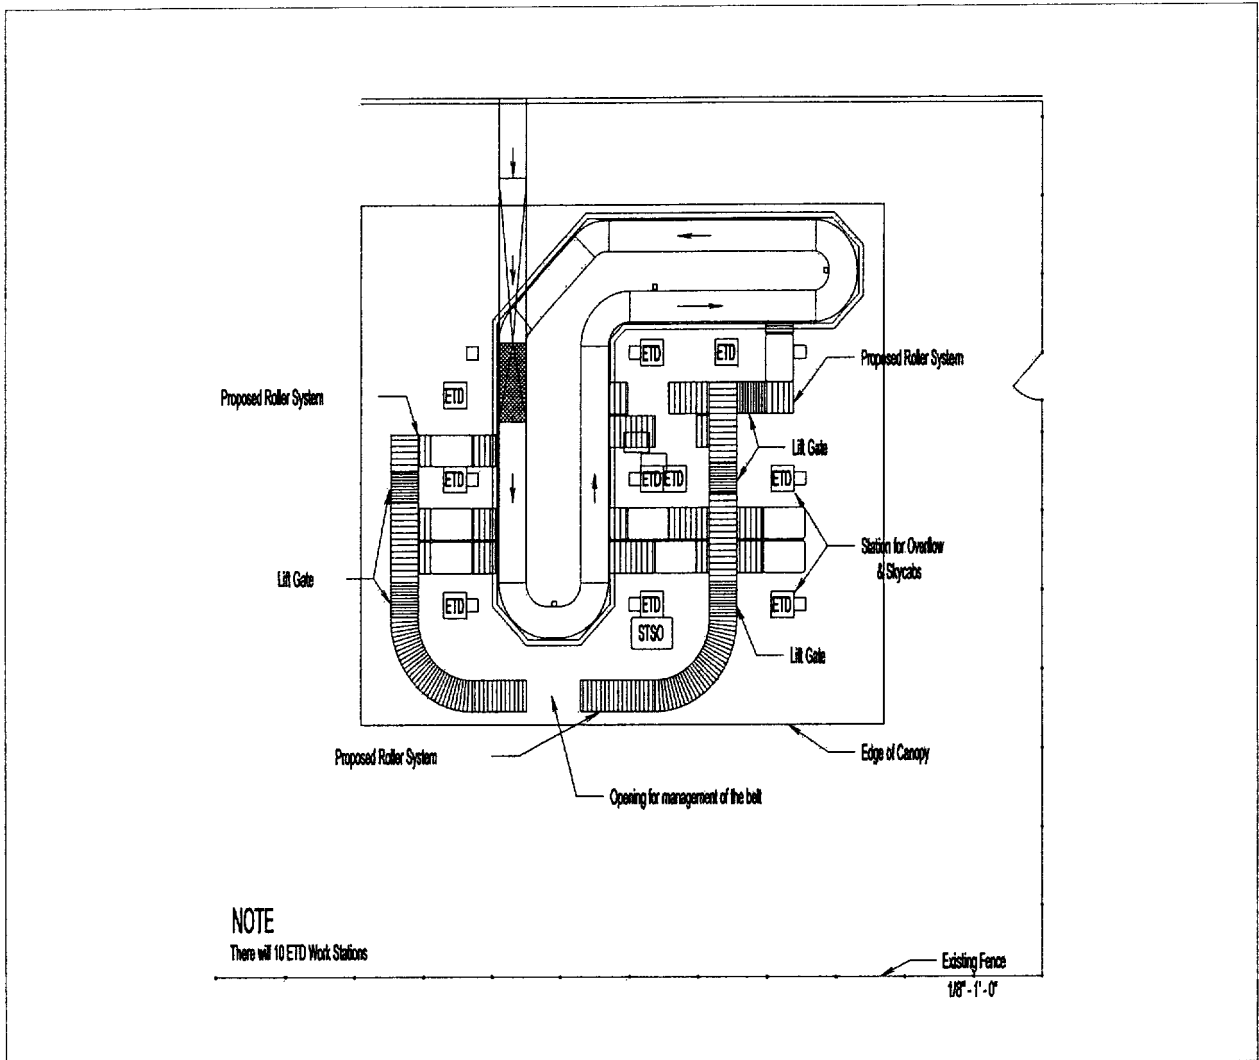 ETD
ETD
Proposed Roller System
Proposed Roller System
ETD
Lift Gate
ETD
ETD
ETD
ETD
Station for Overflow
& Skycabs
Lift Gate
ETD
ETD
ETD
STSO
Lift Gate
Proposed Roller System
Edge of Canopy
Opening for management of the belt
NOTE
There will 10 ETD Work Stations
Existing Fence
1/8" - 1' - 0"